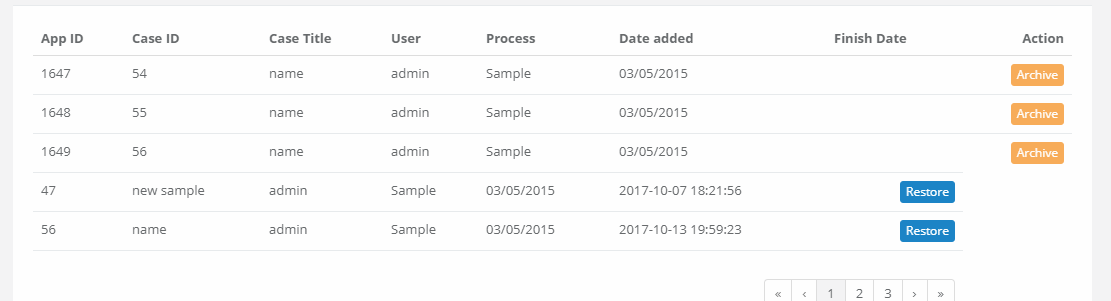 App ID Case ID Case Title User Process Date added Finish Date Action
1647 54 name admin Sample 03/05/2015 Archive
1648 55 name admin Sample 03/05/2015 Archive
1649 56 name admin Sample 03/05/2015 Archive
47 new sample admin Sample 03/05/2015 2017-10-07 18:21:56 Restore
56 name admin Sample 03/05/2015 2017-10-13 19:59:23 Restore
« ‹ 1 2 3 › »